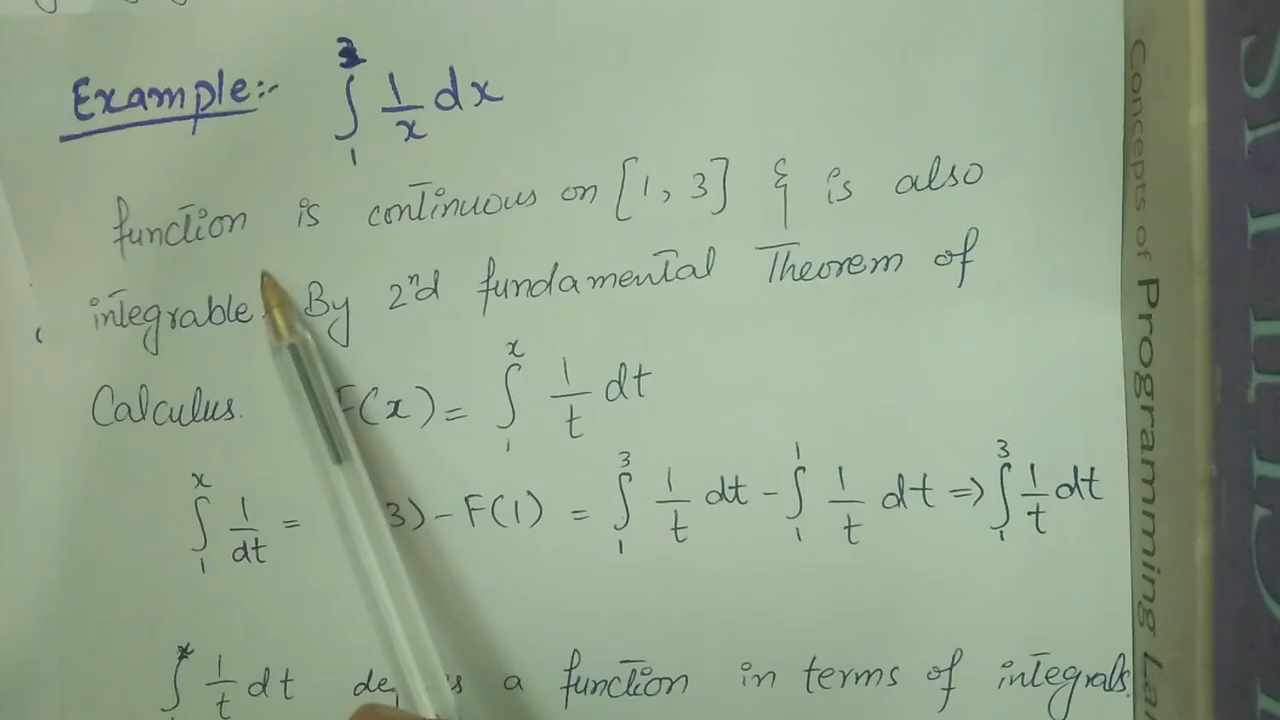 Example:- ∫₁³ 1/x dx
function is continuous on [1, 3] & is also
integrable. By 2nd fundamental Theorem of
Calculus. F(x) = ∫₁ˣ 1/t dt
∫₁ˣ 1/dt = 3) - F(1) = ∫₁³ 1/t dt - ∫₁¹ 1/t dt => ∫₁³ 1/t dt
∫₁ˣ 1/t dt a function in terms of integrals.
Concepts of Programming